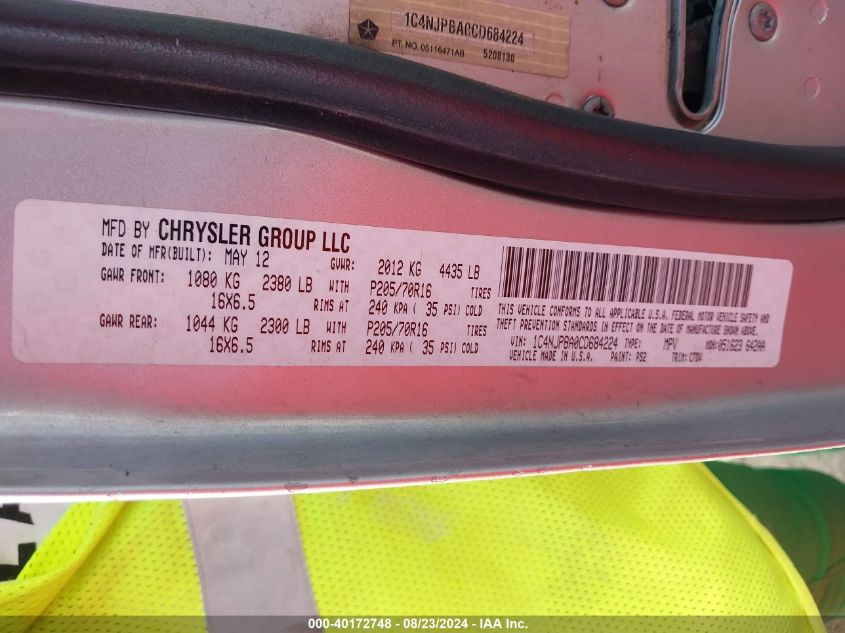 1C4NJPBA0CD684224
PT. NO. 05116471AB 5208130
MFD BY CHRYSLER GROUP LLC
DATE OF MFR(BUILT): MAY 12 GVWR: 2012 KG 4435 LB
GAWR FRONT: 1080 KG 2380 LB WITH P205/70R16 TIRES
16X6.5 RIMS AT 240 KPA ( 35 PSI) COLD
GAWR REAR: 1044 KG 2300 LB WITH P205/70R16 TIRES
16X6.5 RIMS AT 240 KPA ( 35 PSI) COLD
THIS VEHICLE CONFORMS TO ALL APPLICABLE U.S.A. FEDERAL MOTOR VEHICLE SAFETY AND
THEFT PREVENTION STANDARDS IN EFFECT ON THE DATE OF MANUFACTURE SHOWN ABOVE.
VIN: 1C4NJPBA0CD684224 TYPE: MPV MDH:051623 842AA
VEHICLE MADE IN U.S.A. PAINT: PS2 TRIM:
000-40172748 - 08/23/2024 - IAA Inc.